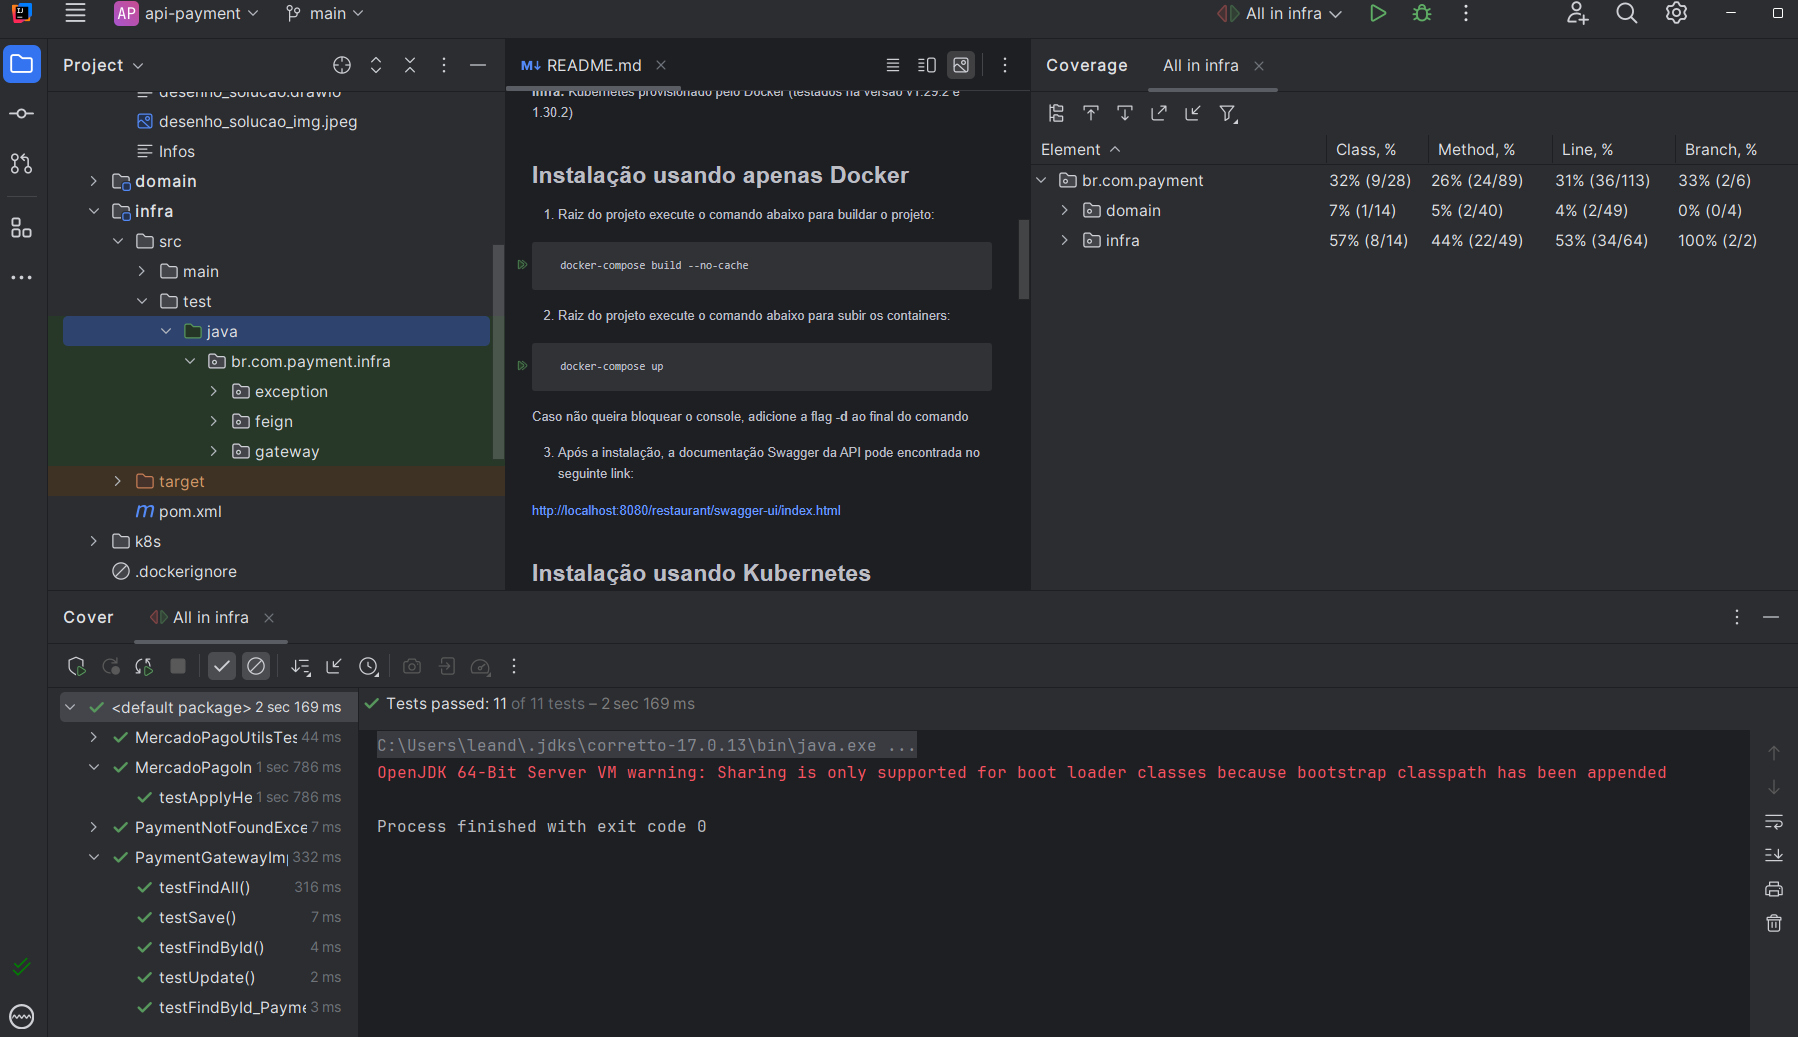 AP api-payment main All in infra
Project
desenho_solucao.drawio
desenho_solucao_img.jpeg
Infos
domain
infra
src
main
test
java
br.com.payment.infra
exception
feign
gateway
target
m pom.xml
k8s
.dockerignore
M↓ README.md
Infra: Kubernetes provisionado pelo Docker (testados na versão v1.29.2 e
1.30.2)
Instalação usando apenas Docker
1. Raiz do projeto execute o comando abaixo para buildar o projeto:
docker-compose build --no-cache
2. Raiz do projeto execute o comando abaixo para subir os containers:
docker-compose up
Caso não queira bloquear o console, adicione a flag -d ao final do comando
3. Após a instalação, a documentação Swagger da API pode encontrada no
seguinte link:
http://localhost:8080/restaurant/swagger-ui/index.html
Instalação usando Kubernetes
Coverage All in infra
Element Class, % Method, % Line, % Branch, %
br.com.payment 32% (9/28) 26% (24/89) 31% (36/113) 33% (2/6)
domain 7% (1/14) 5% (2/40) 4% (2/49) 0% (0/4)
infra 57% (8/14) 44% (22/49) 53% (34/64) 100% (2/2)
Cover All in infra
<default package> 2 sec 169 ms
MercadoPagoUtilsTes 44 ms
MercadoPagoIn 1 sec 786 ms
testApplyHe 1 sec 786 ms
PaymentNotFoundExce 7 ms
PaymentGatewayImp 332 ms
testFindAll() 316 ms
testSave() 7 ms
testFindById() 4 ms
testUpdate() 2 ms
testFindById_Payme 3 ms
Tests passed: 11 of 11 tests – 2 sec 169 ms
C:\Users\leand\.jdks\corretto-17.0.13\bin\java.exe ...
OpenJDK 64-Bit Server VM warning: Sharing is only supported for boot loader classes because bootstrap classpath has been appended
Process finished with exit code 0